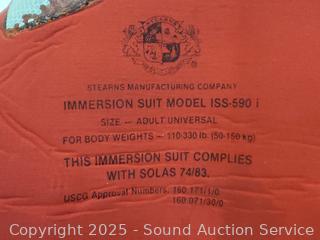 STEARNS
®
STEARNS MANUFACTURING COMPANY
IMMERSION SUIT MODEL ISS-590 i
SIZE — ADULT UNIVERSAL
FOR BODY WEIGHTS — 110-330 lb. (50-150 kg)
THIS IMMERSION SUIT COMPLIES
WITH SOLAS 74/83.
USCG Approval Numbers: 160.171/1/0
160.071/30/0
Copyright 2025 - Sound Auction Service